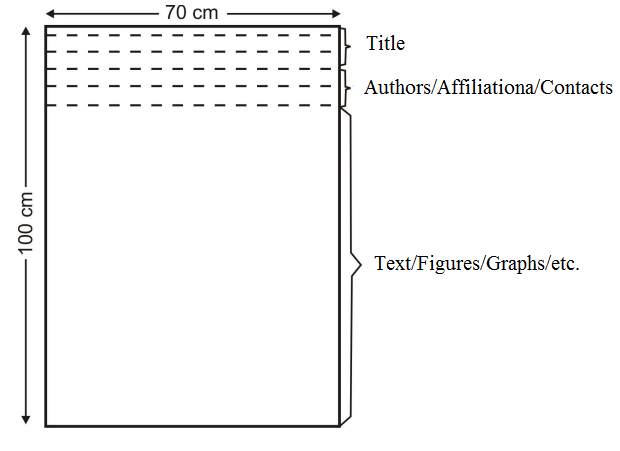 70 cm
Title
Authors/Affiliationa/Contacts
100 cm
Text/Figures/Graphs/etc.